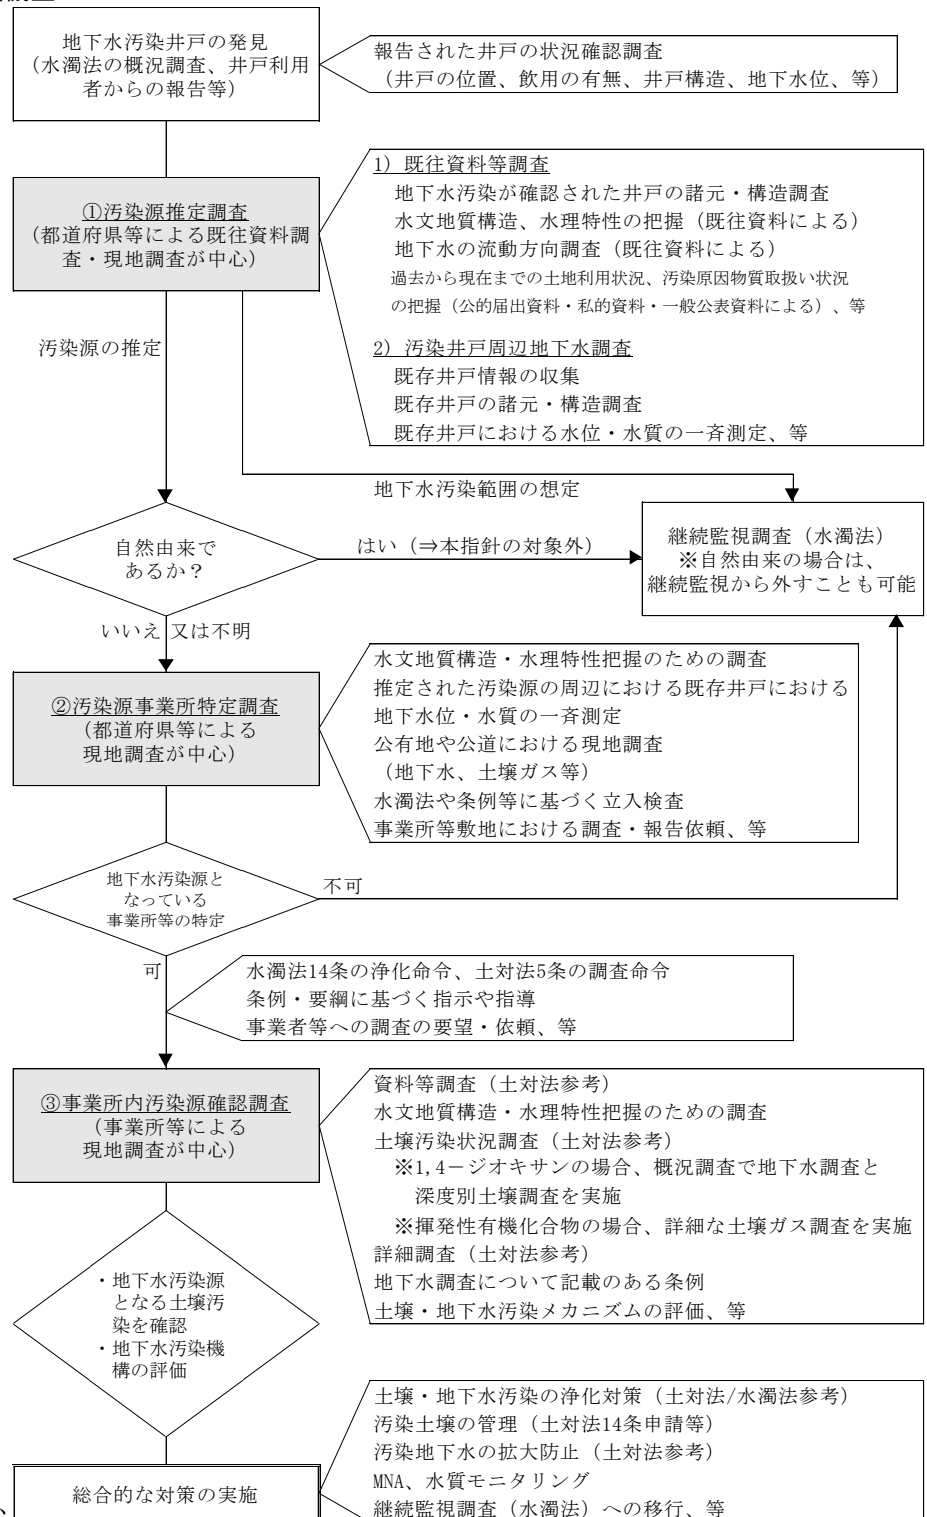 地下水汚染井戸の発見
（水濁法の概況調査、井戸利用
者からの報告等）
報告された井戸の状況確認調査
（井戸の位置、飲用の有無、井戸構造、地下水位、等）
①汚染源推定調査
（都道府県等による既往資料調
査・現地調査が中心）
1）既往資料等調査
地下水汚染が確認された井戸の諸元・構造調査
水文地質構造、水理特性の把握（既往資料による）
地下水の流動方向調査（既往資料による）
過去から現在までの土地利用状況、汚染原因物質取扱い状況
の把握（公的届出資料・私的資料・一般公表資料による）、等
2）汚染井戸周辺地下水調査
既存井戸情報の収集
既存井戸の諸元・構造調査
既存井戸における水位・水質の一斉測定、等
汚染源の推定
地下水汚染範囲の想定
自然由来で
あるか？
はい（⇒本指針の対象外）
継続監視調査（水濁法）
※自然由来の場合は、
継続監視から外すことも可能
いいえ 又は不明
②汚染源事業所特定調査
（都道府県等による
現地調査が中心）
水文地質構造・水理特性把握のための調査
推定された汚染源の周辺における既存井戸における
地下水位・水質の一斉測定
公有地や公道における現地調査
（地下水、土壌ガス等）
水濁法や条例等に基づく立入検査
事業所等敷地における調査・報告依頼、等
地下水汚染源と
なっている
事業所等の特定
不可
可
水濁法14条の浄化命令、土対法5条の調査命令
条例・要綱に基づく指示や指導
事業者等への調査の要望・依頼、等
③事業所内汚染源確認調査
（事業所等による
現地調査が中心）
資料等調査（土対法参考）
水文地質構造・水理特性把握のための調査
土壌汚染状況調査（土対法参考）
※1,4－ジオキサンの場合、概況調査で地下水調査と
深度別土壌調査を実施
※揮発性有機化合物の場合、詳細な土壌ガス調査を実施
詳細調査（土対法参考）
地下水調査について記載のある条例
土壌・地下水汚染メカニズムの評価、等
・地下水汚染源
となる土壌汚
染を確認
・地下水汚染機
構の評価
総合的な対策の実施
土壌・地下水汚染の浄化対策（土対法/水濁法参考）
汚染土壌の管理（土対法14条申請等）
汚染地下水の拡大防止（土対法参考）
MNA、水質モニタリング
継続監視調査（水濁法）への移行、等